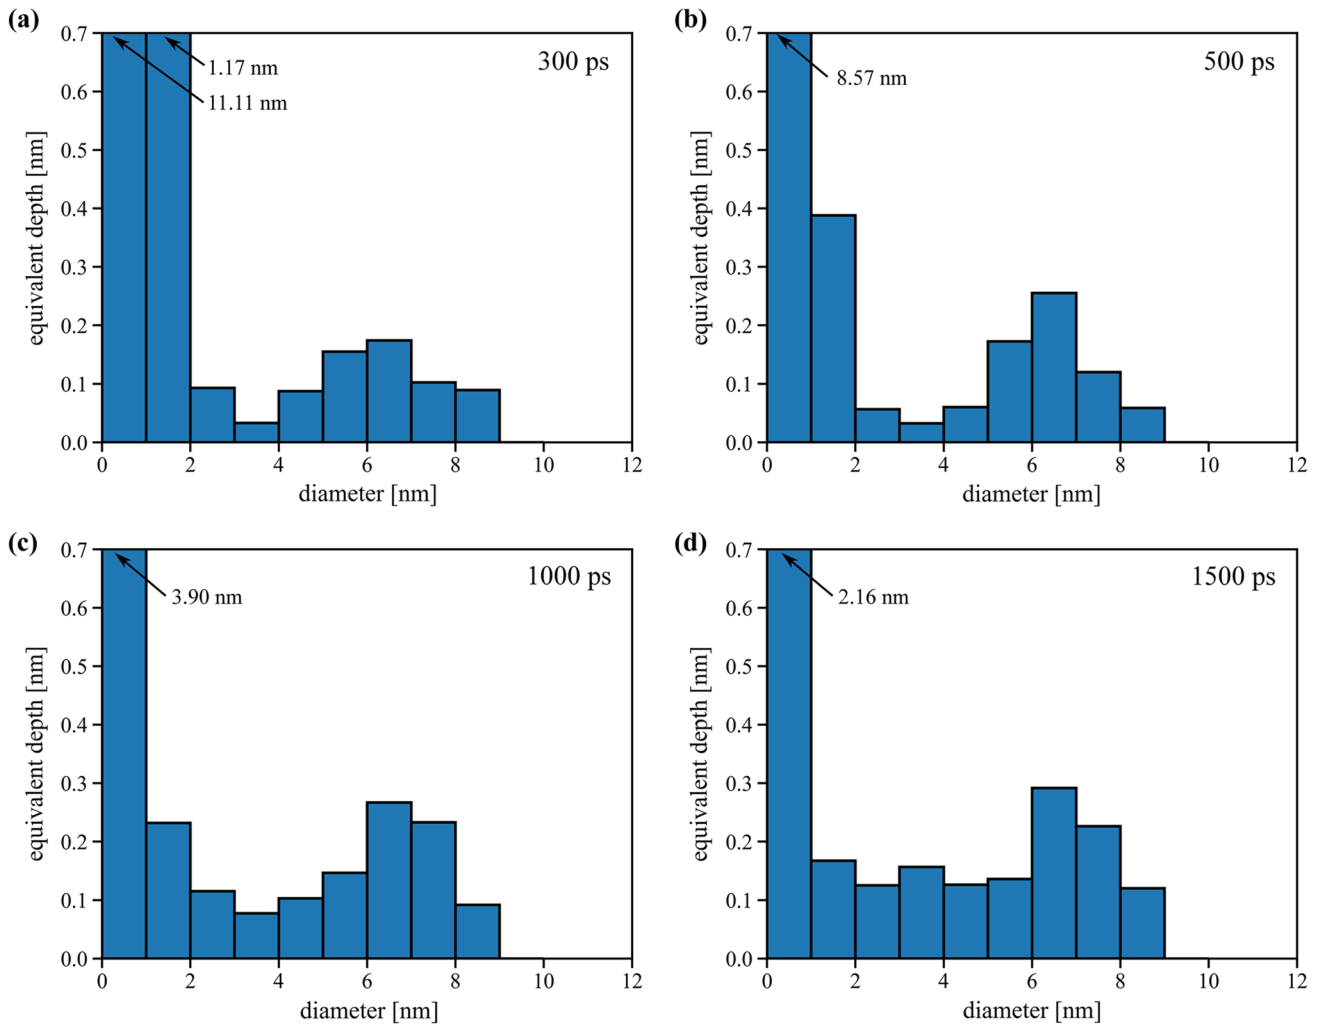 (a)
300 ps
1.17 nm
11.11 nm
0.7
0.6
0.5
0.4
0.3
0.2
0.1
0.0
equivalent depth [nm]
0 2 4 6 8 10 12
diameter [nm]
(b)
500 ps
8.57 nm
0.7
0.6
0.5
0.4
0.3
0.2
0.1
0.0
equivalent depth [nm]
0 2 4 6 8 10 12
diameter [nm]
(c)
1000 ps
3.90 nm
0.7
0.6
0.5
0.4
0.3
0.2
0.1
0.0
equivalent depth [nm]
0 2 4 6 8 10 12
diameter [nm]
(d)
1500 ps
2.16 nm
0.7
0.6
0.5
0.4
0.3
0.2
0.1
0.0
equivalent depth [nm]
0 2 4 6 8 10 12
diameter [nm]